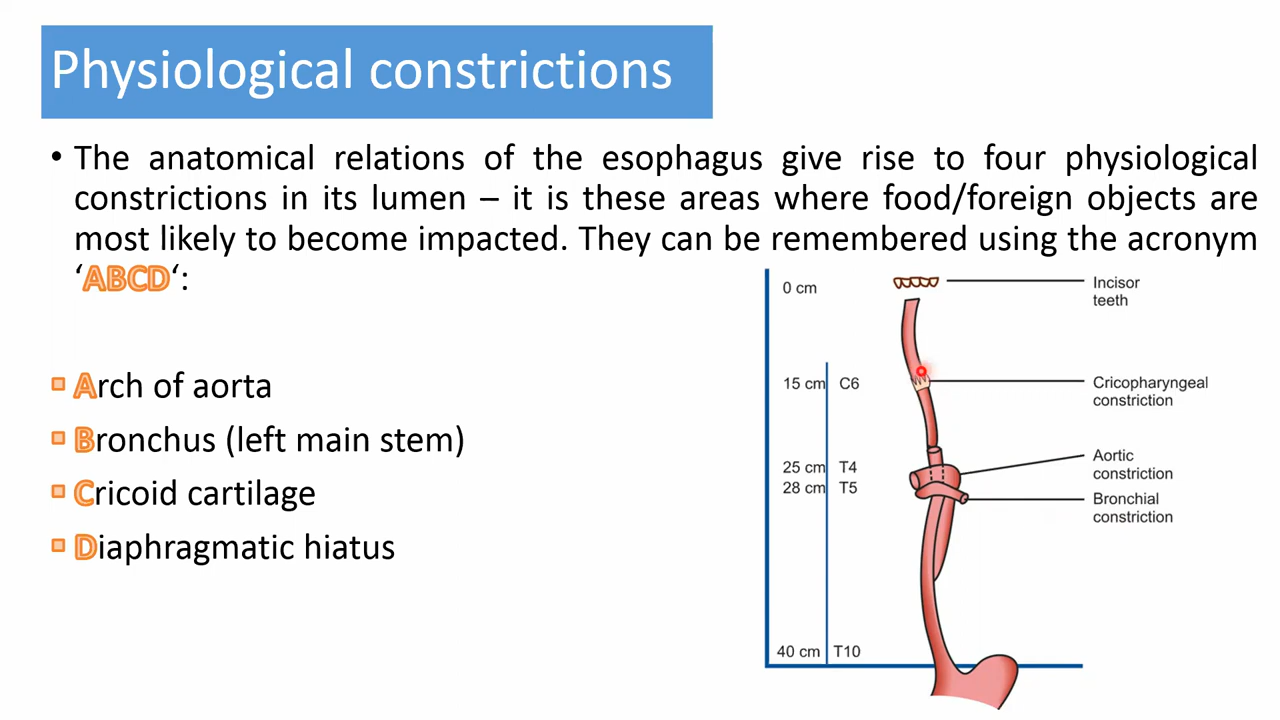 Physiological constrictions
• The anatomical relations of the esophagus give rise to four physiological
constrictions in its lumen – it is these areas where food/foreign objects are
most likely to become impacted. They can be remembered using the acronym
‘ABCD‘:
Arch of aorta
Bronchus (left main stem)
Cricoid cartilage
Diaphragmatic hiatus
0 cm
Incisor
teeth
15 cm C6
Cricopharyngeal
constriction
25 cm T4
28 cm T5
Aortic
constriction
Bronchial
constriction
40 cm T10